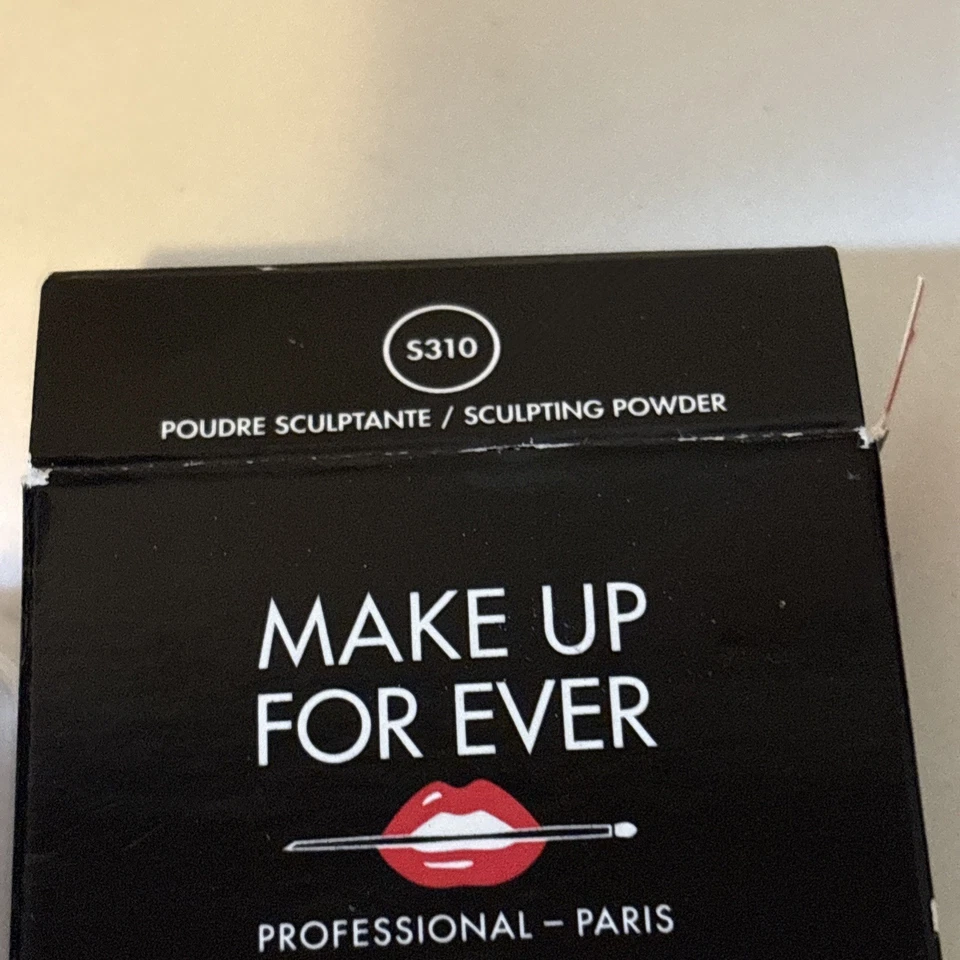 S310
POUDRE SCULPTANTE / SCULPTING POWDER
MAKE UP
FOR EVER
PROFESSIONAL – PARIS